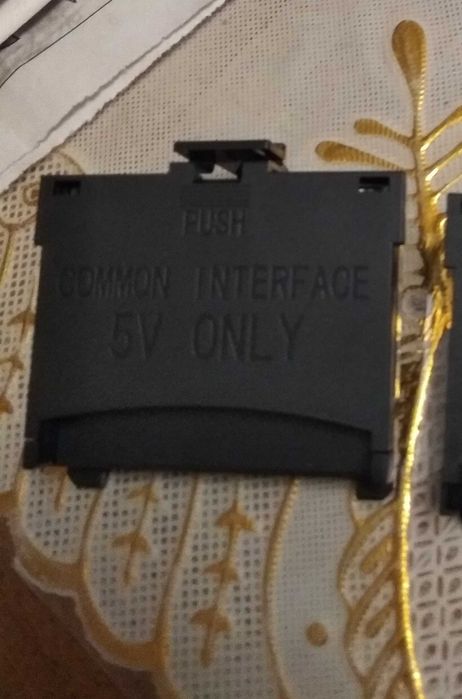 PUSH
COMMON INTERFACE
5V ONLY